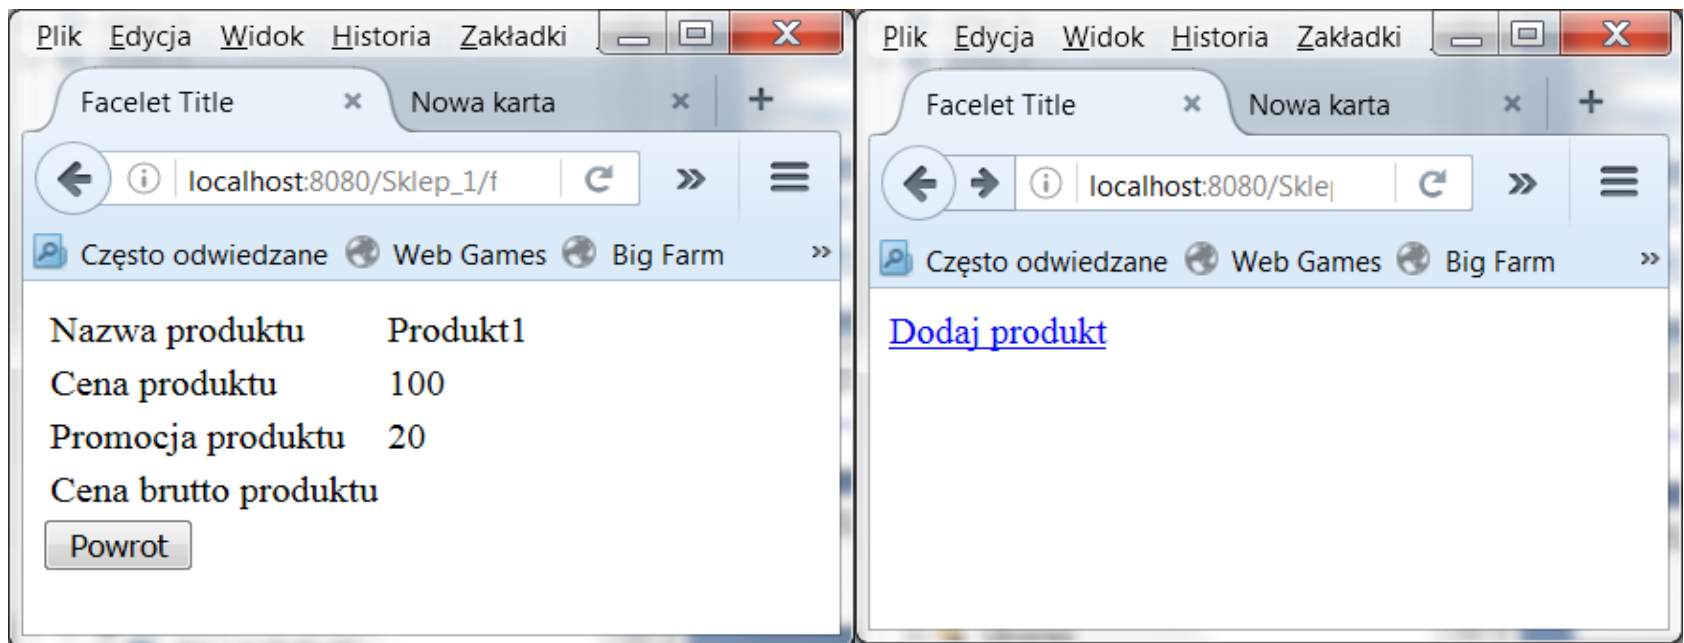 Plik Edycja Widok Historia Zakładki
Facelet Title Nowa karta
localhost:8080/Sklep_1/f
Często odwiedzane Web Games Big Farm
Nazwa produktu Produkt1
Cena produktu 100
Promocja produktu 20
Cena brutto produktu
Powrot
Plik Edycja Widok Historia Zakładki
Facelet Title Nowa karta
localhost:8080/Skle
Często odwiedzane Web Games Big Farm
Dodaj produkt